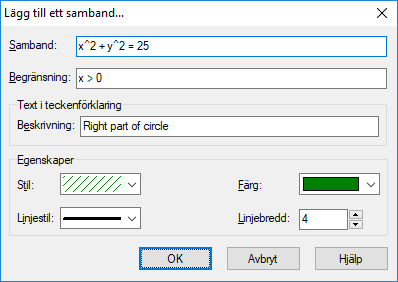 Lägg till ett samband...
Samband: x^2 + y^2 = 25
Begränsning: x > 0
Text i teckenförklaring
Beskrivning: Right part of circle
Egenskaper
Stil: Färg:
Linjestil: Linjebredd: 4
OK Avbryt Hjälp